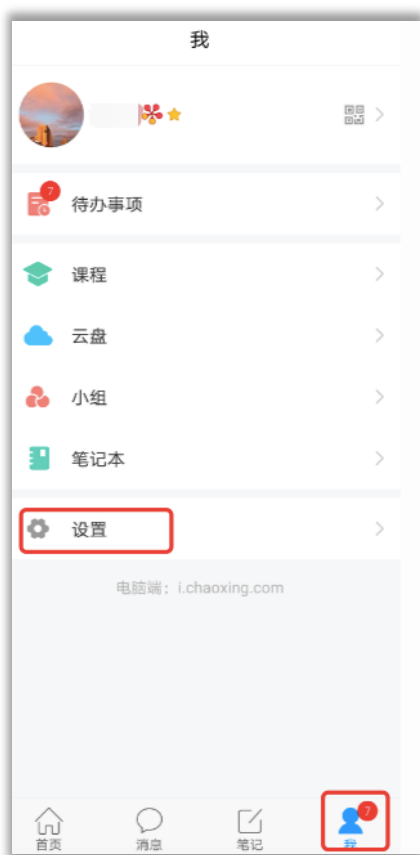 我
7
待办事项
课程
云盘
小组
笔记本
设置
电脑端：i.chaoxing.com
7
首页 消息 笔记 我